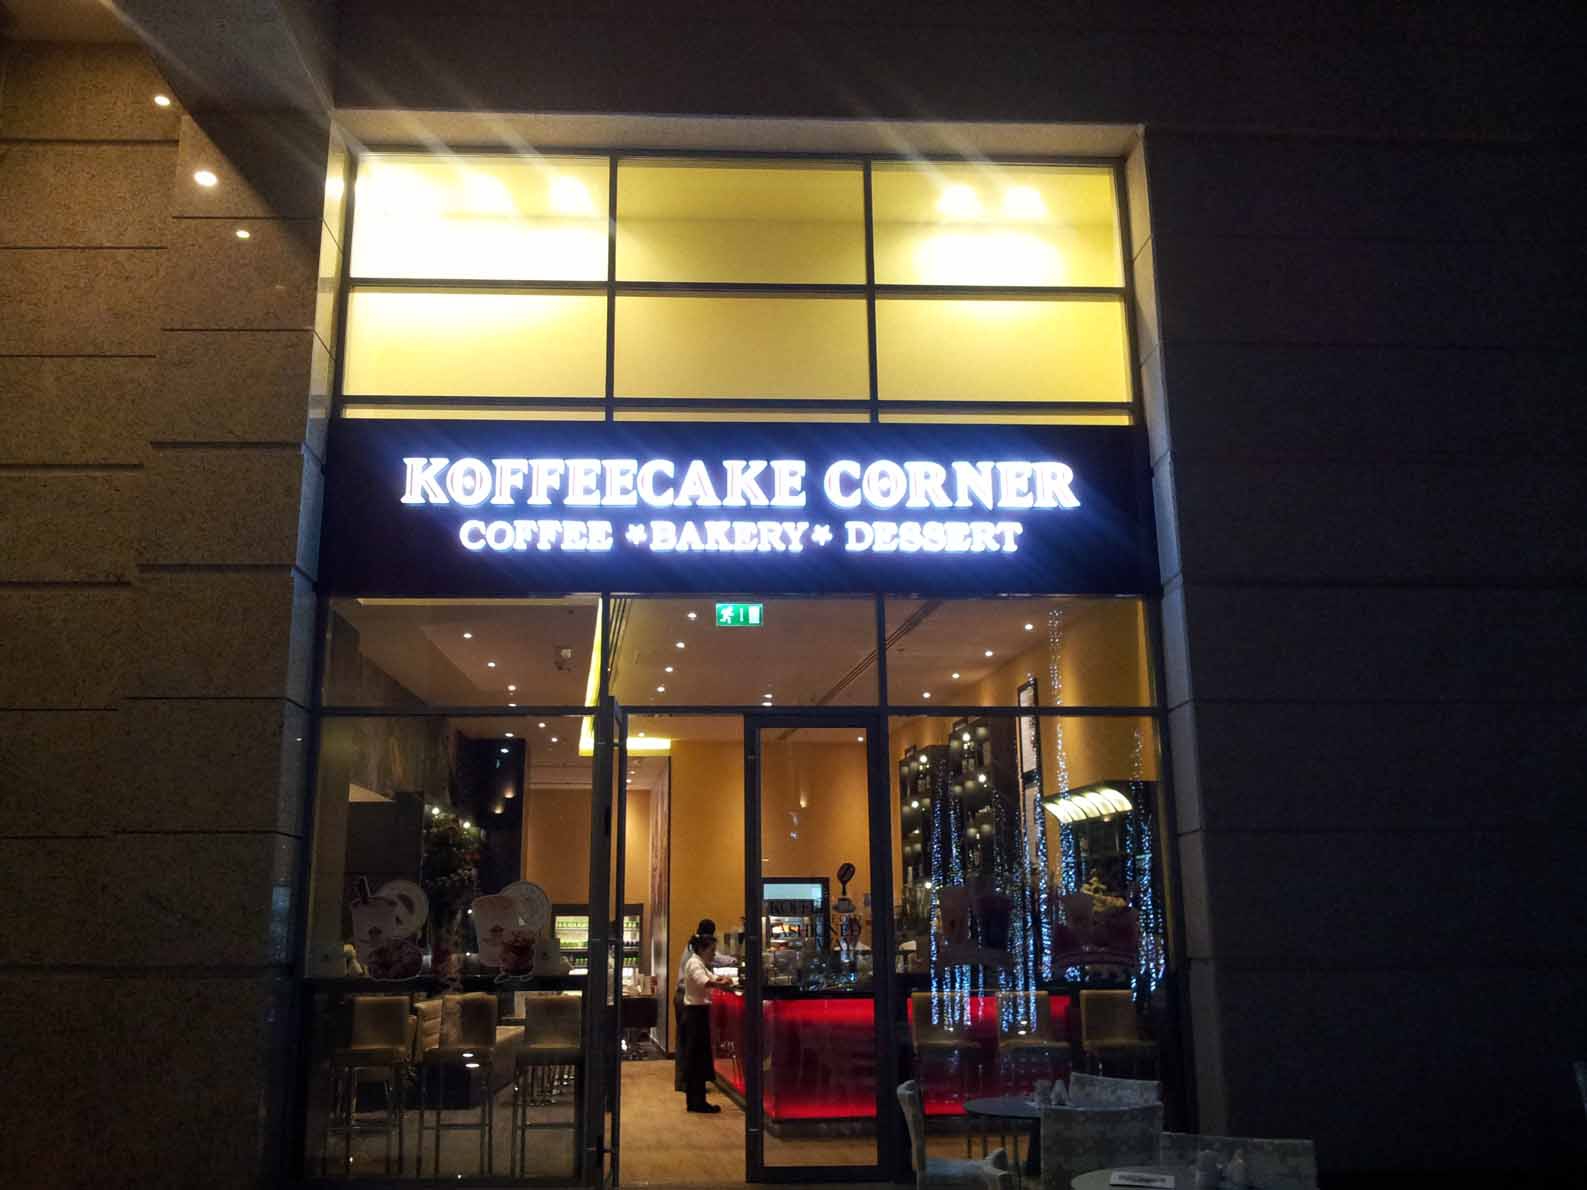 KOFFEECAKE CORNER
COFFEE * BAKERY * DESSERT